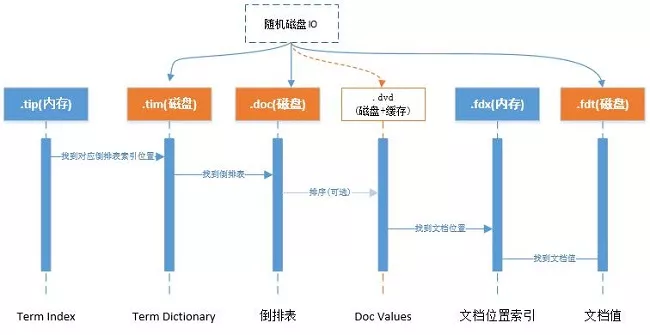 随机磁盘IO
.tip(内存)
.tim(磁盘)
.doc(磁盘)
.dvd
(磁盘+缓存)
.fdx(内存)
.fdt(磁盘)
找到对应倒排表索引位置
找到倒排表
排序(可选)
找到文档位置
找到文档值
Term Index
Term Dictionary
倒排表
Doc Values
文档位置索引
文档值